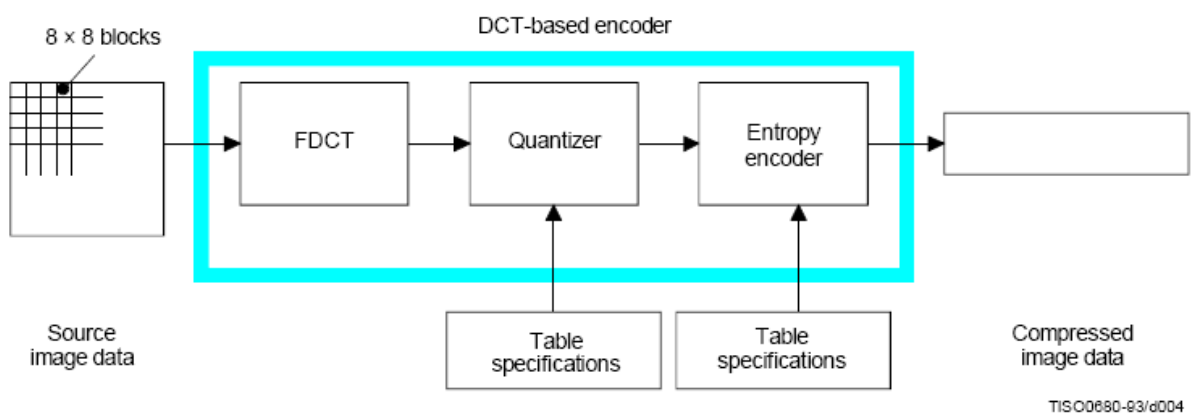 DCT-based encoder
8 × 8 blocks
FDCT
Quantizer
Entropy
encoder
Source
image data
Table
specifications
Table
specifications
Compressed
image data
TISO0680-93/d004